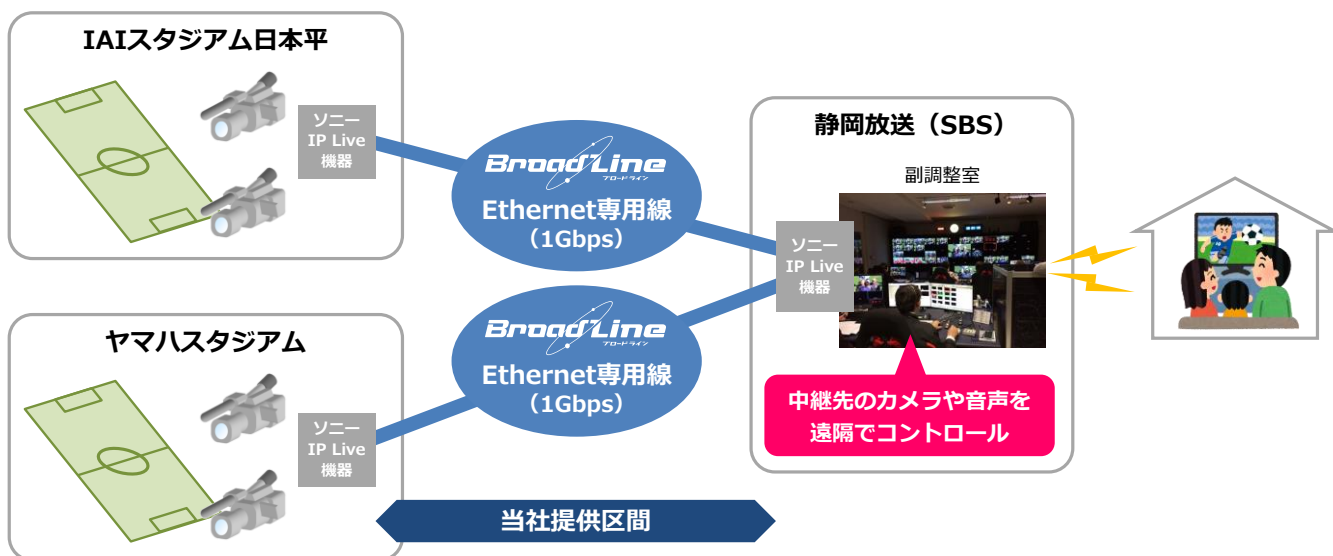 IAIスタジアム日本平
ソニー
IP Live
機器
BroadLine
ブロードライン
Ethernet専用線
（1Gbps）
ヤマハスタジアム
ソニー
IP Live
機器
BroadLine
ブロードライン
Ethernet専用線
（1Gbps）
当社提供区間
静岡放送（SBS）
副調整室
ソニー
IP Live
機器
中継先のカメラや音声を
遠隔でコントロール